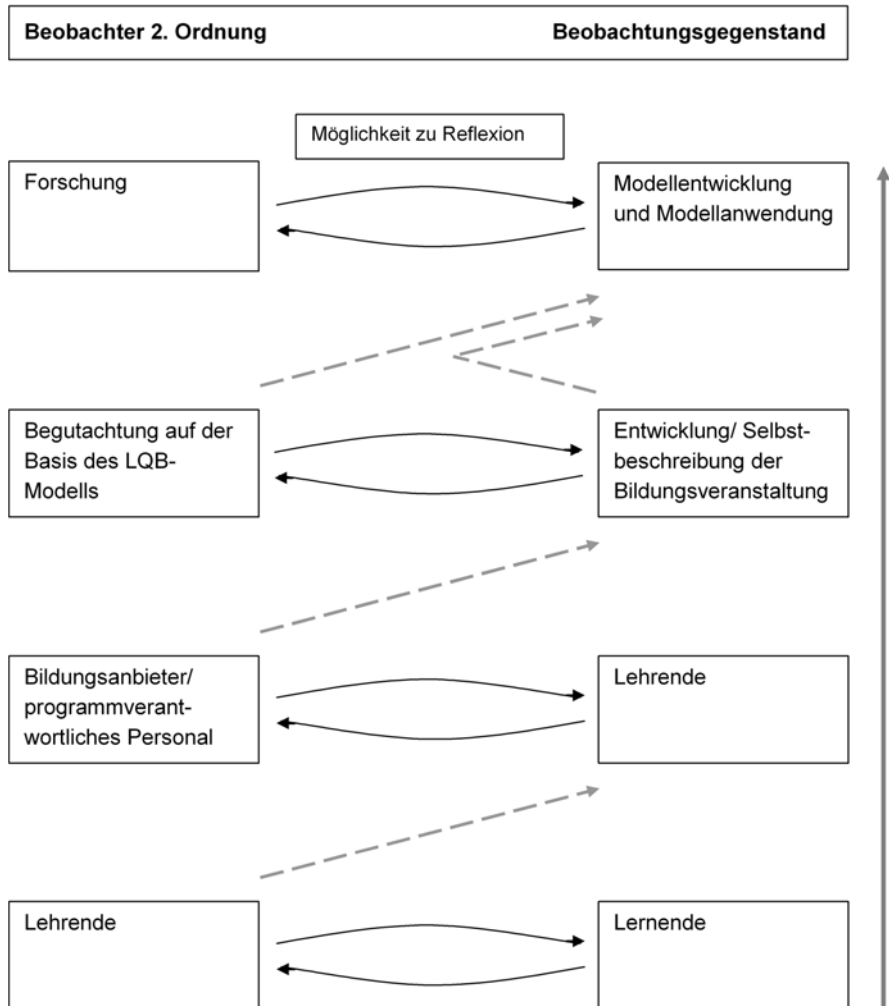 Beobachter 2. Ordnung Beobachtungsgegenstand
Möglichkeit zu Reflexion
Forschung
Modellentwicklung
und Modellanwendung
Begutachtung auf der
Basis des LQB-
Modells
Entwicklung/ Selbst-
beschreibung der
Bildungsveranstaltung
Bildungsanbieter/
programmverant-
wortliches Personal
Lehrende
Lehrende
Lernende